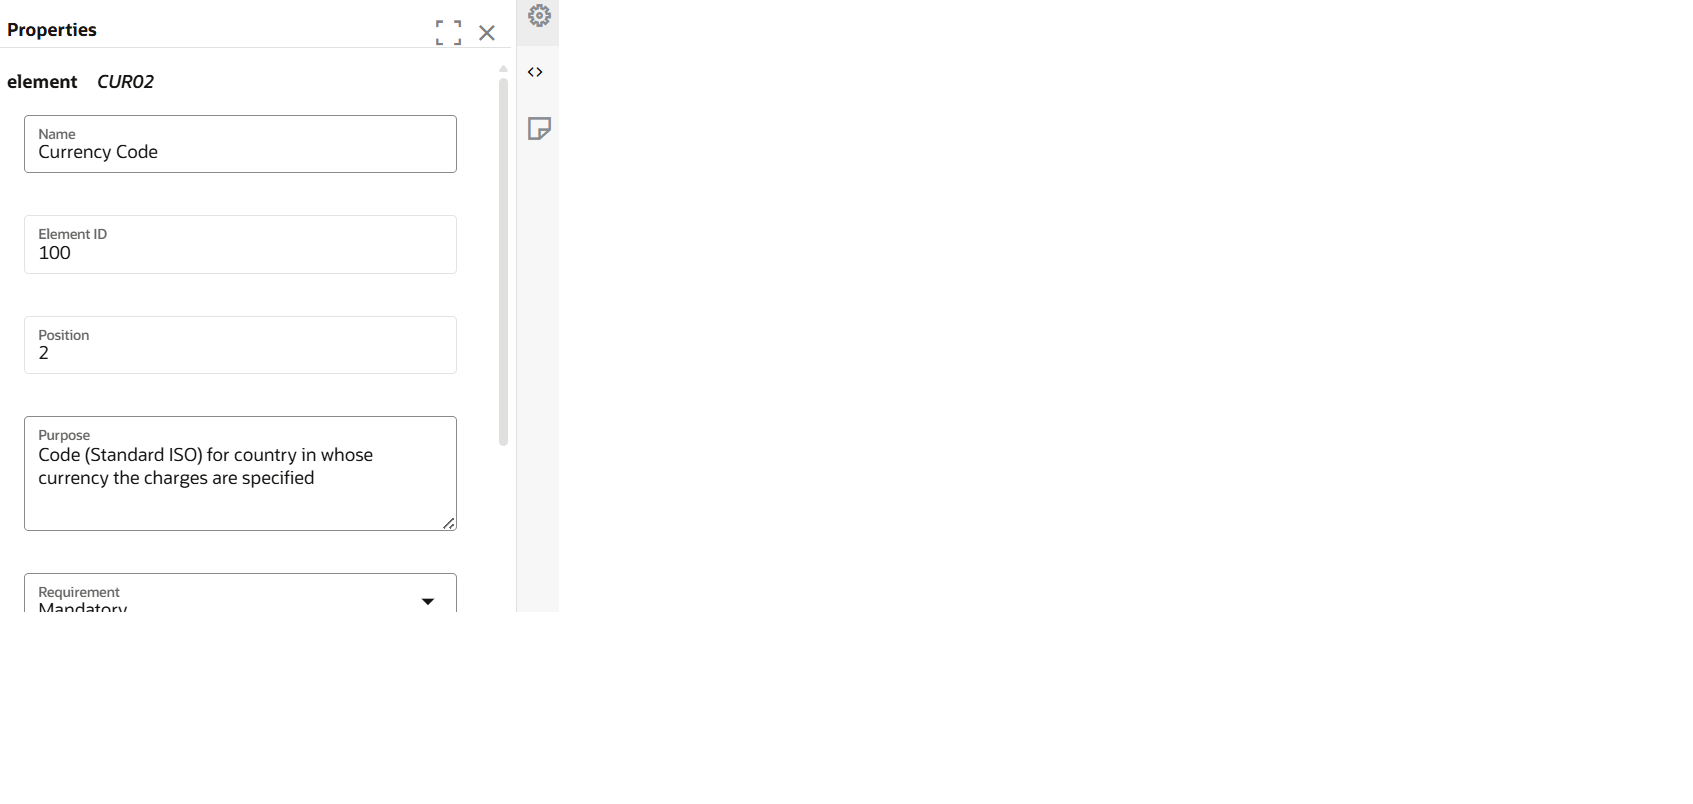 Properties
element CUR02
Name
Currency Code
Element ID
100
Position
2
Purpose
Code (Standard ISO) for country in whose
currency the charges are specified
Requirement
Mandatory